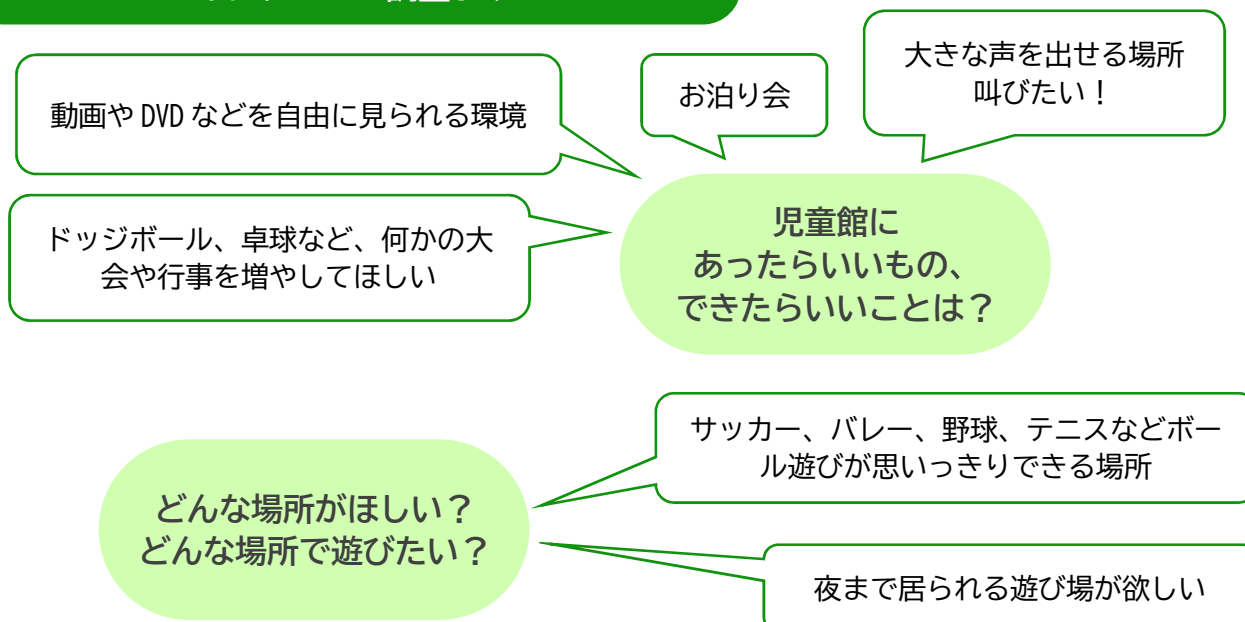 お泊り会
大きな声を出せる場所
叫びたい！
動画や DVD などを自由に見られる環境
ドッジボール、卓球など、何かの大
会や行事を増やしてほしい
児童館に
あったらいいもの、
できたらいいことは？
サッカー、バレー、野球、テニスなどボー
ル遊びが思いっきりできる場所
どんな場所がほしい？
どんな場所で遊びたい？
夜まで居られる遊び場が欲しい